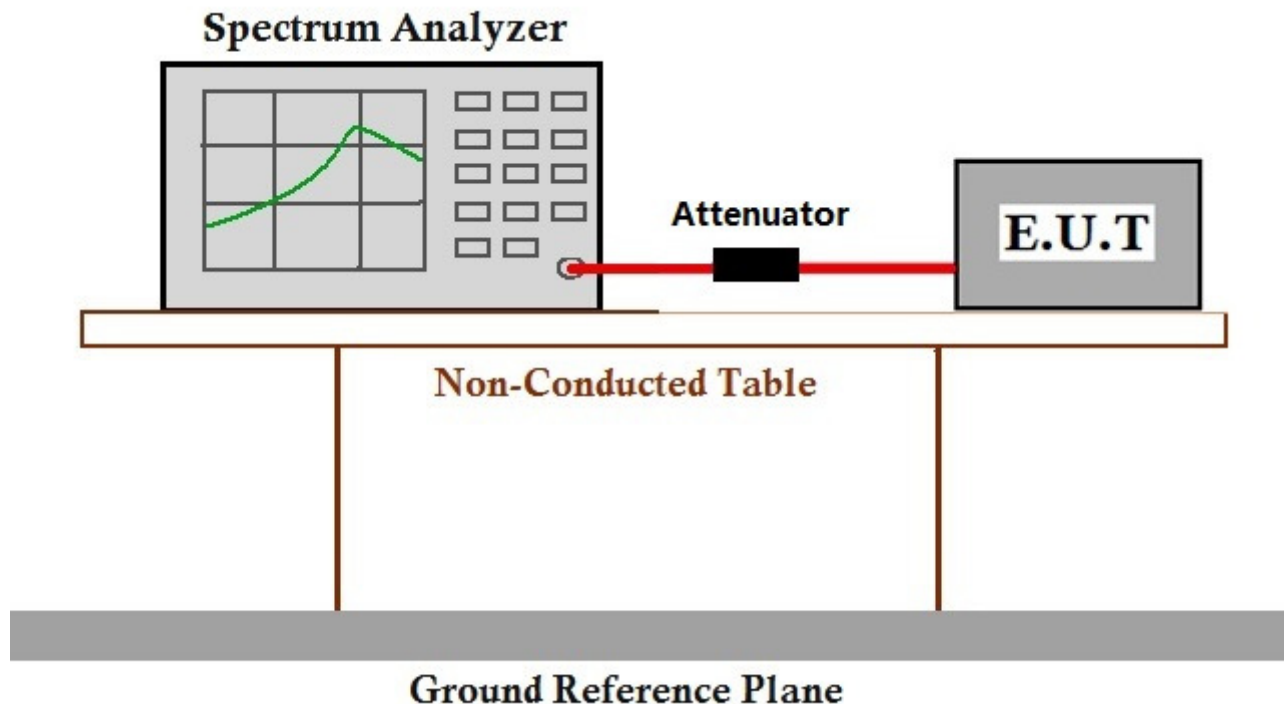 Spectrum Analyzer
Attenuator
E.U.T
Non-Conducted Table
Ground Reference Plane